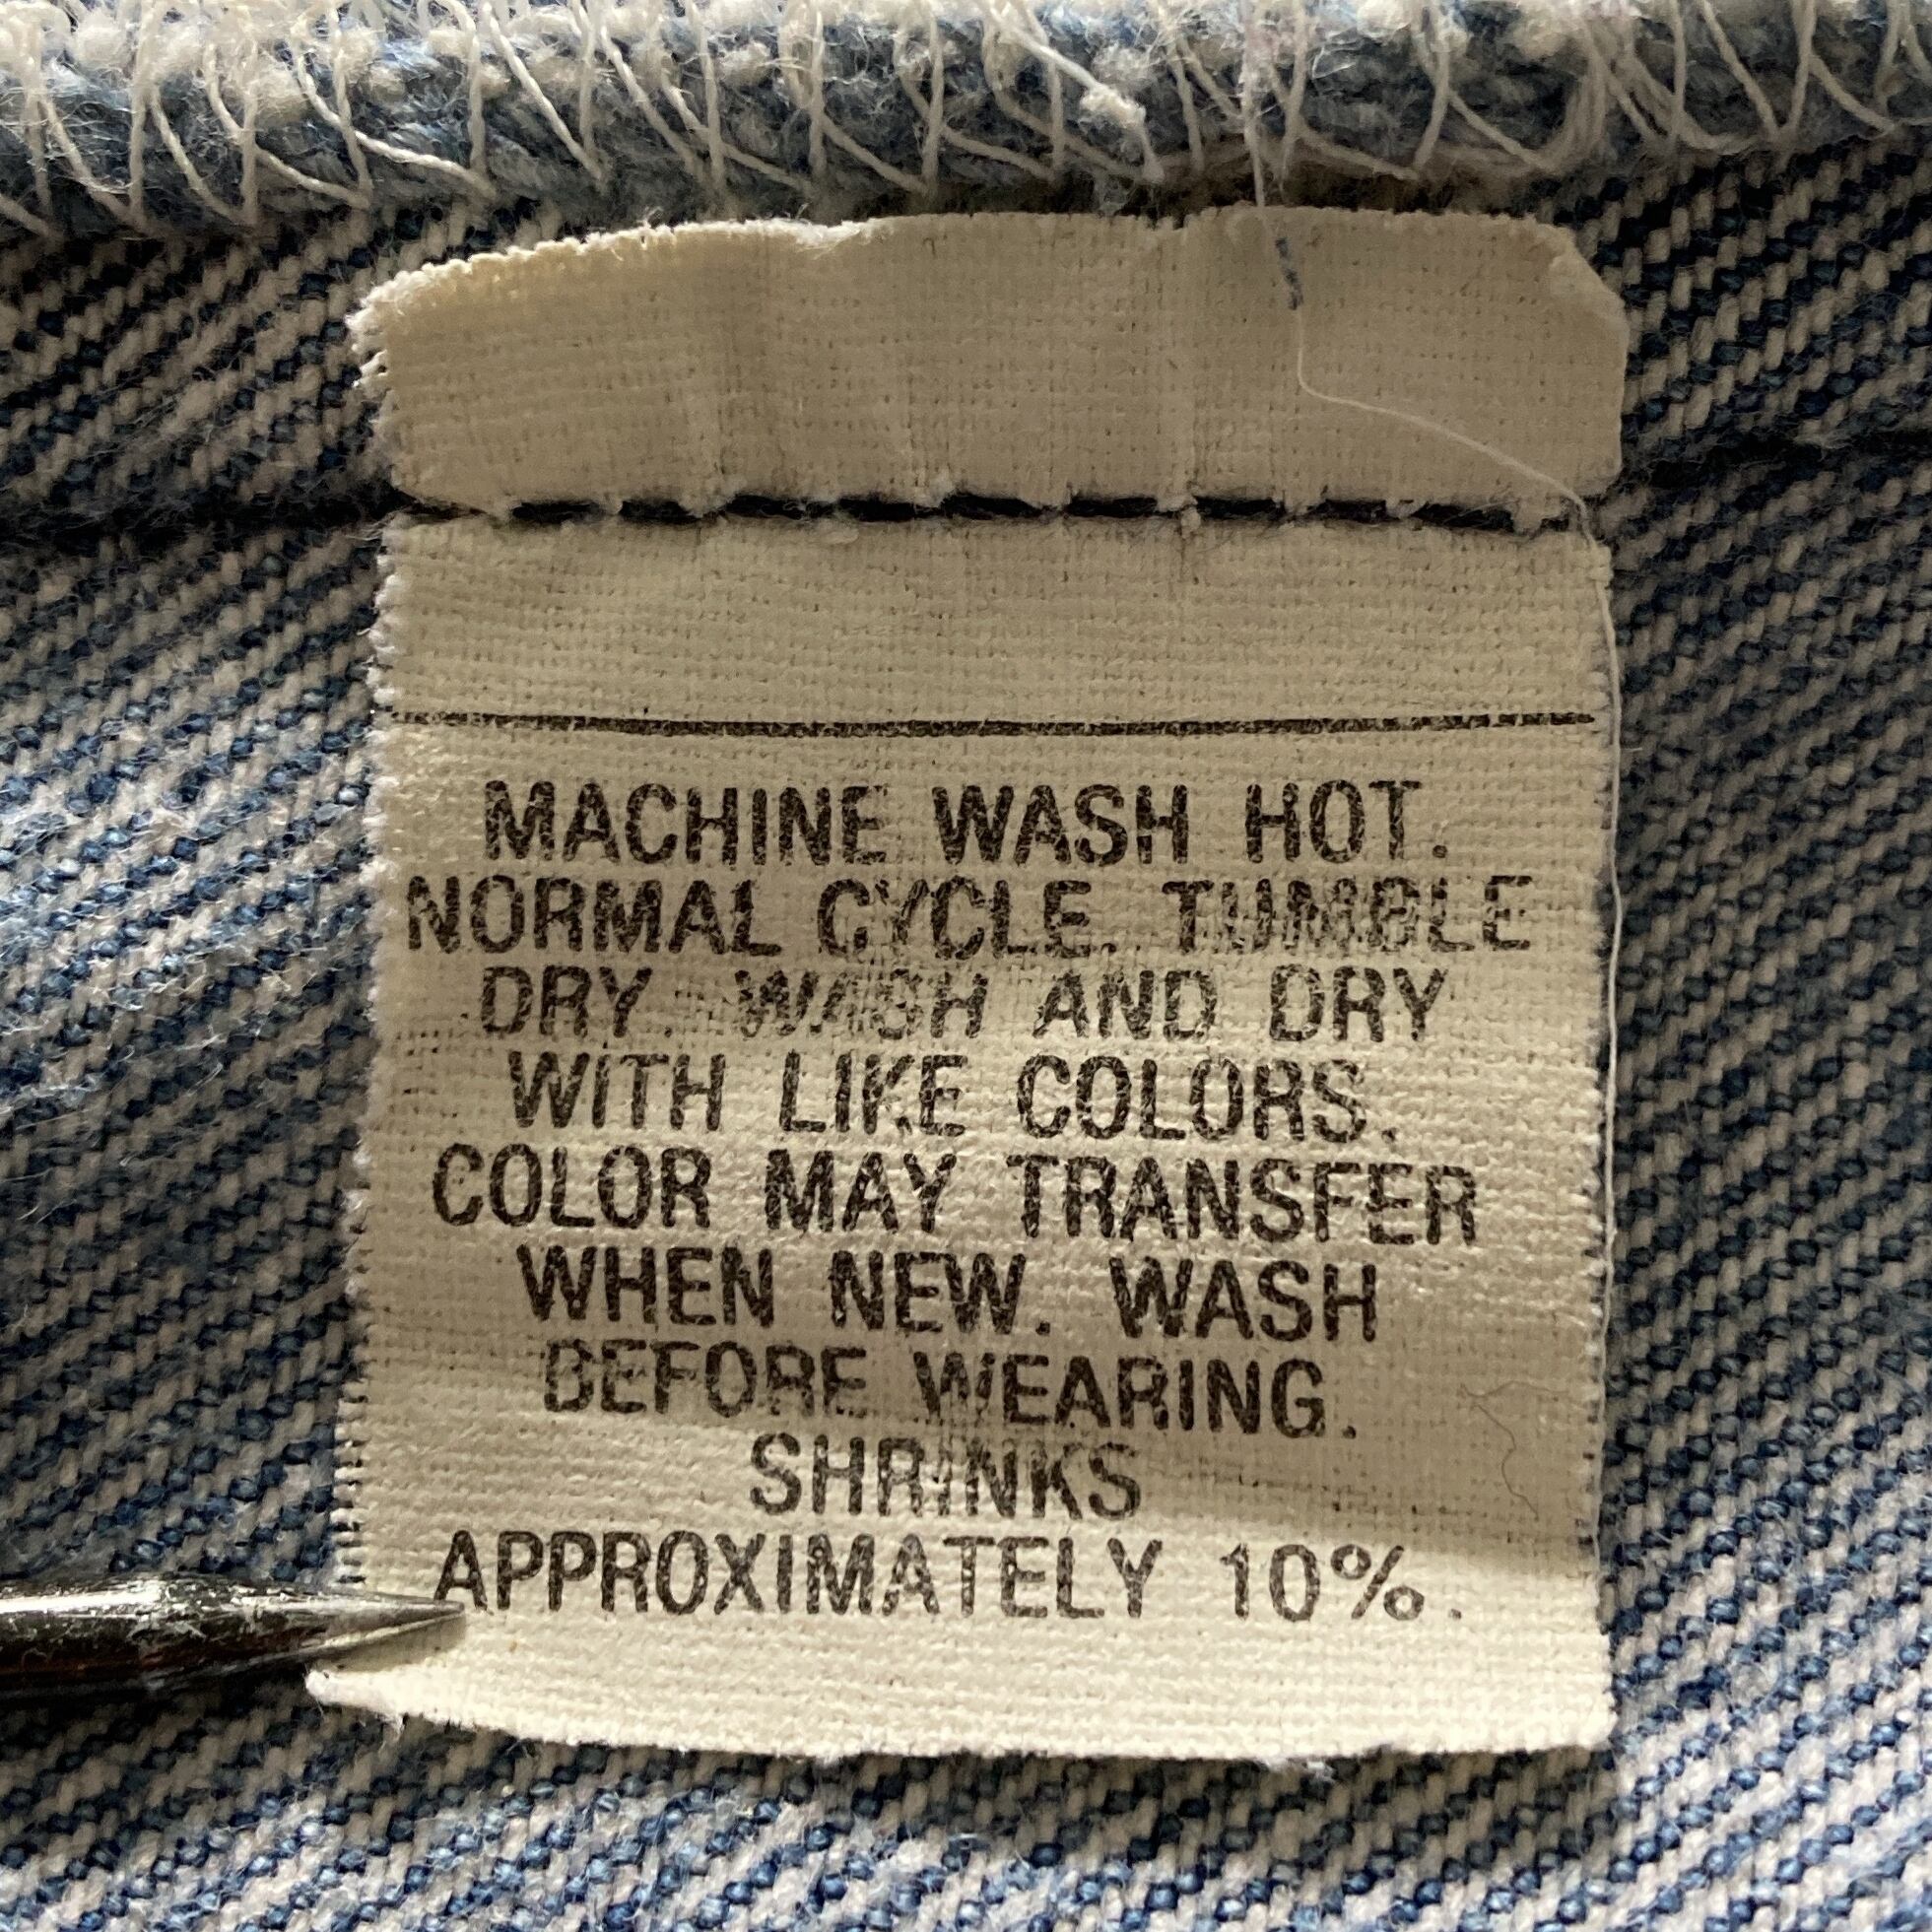 MACHINE WASH HOT.
NORMAL CYCLE. TUMBLE
DRY. WASH AND DRY
WITH LIKE COLORS.
COLOR MAY TRANSFER
WHEN NEW. WASH
BEFORE WEARING.
SHRINKS
APPROXIMATELY 10%.